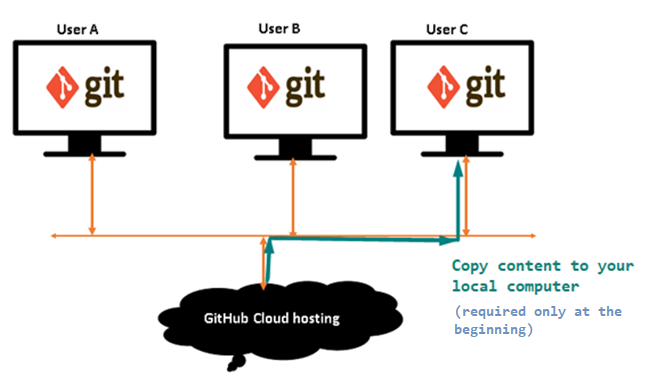 User A
User B
User C
git
git
git
Copy content to your
local computer
(required only at the
beginning)
GitHub Cloud hosting